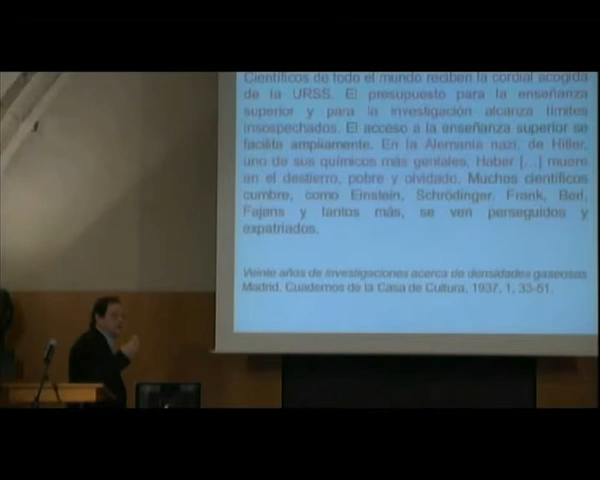 Científicos de todo el mundo reciben la cordial acogida
de la URSS. El presupuesto para la enseñanza
superior y para la investigación alcanza límites
insospechados. El acceso a la enseñanza superior se
facilita ampliamente. En la Alemania nazi, de Hitler,
uno de sus químicos más geniales, Haber [...] muere
en el destierro, pobre y olvidado. Muchos científicos
cumbre, como Einstein, Schrödinger, Frank, Berl,
Fajans y tantos más, se ven perseguidos y
expatriados.
Veinte años de investigaciones acerca de densidades gaseosas
Madrid, Cuadernos de la Casa de Cultura, 1937, 1, 33-51.